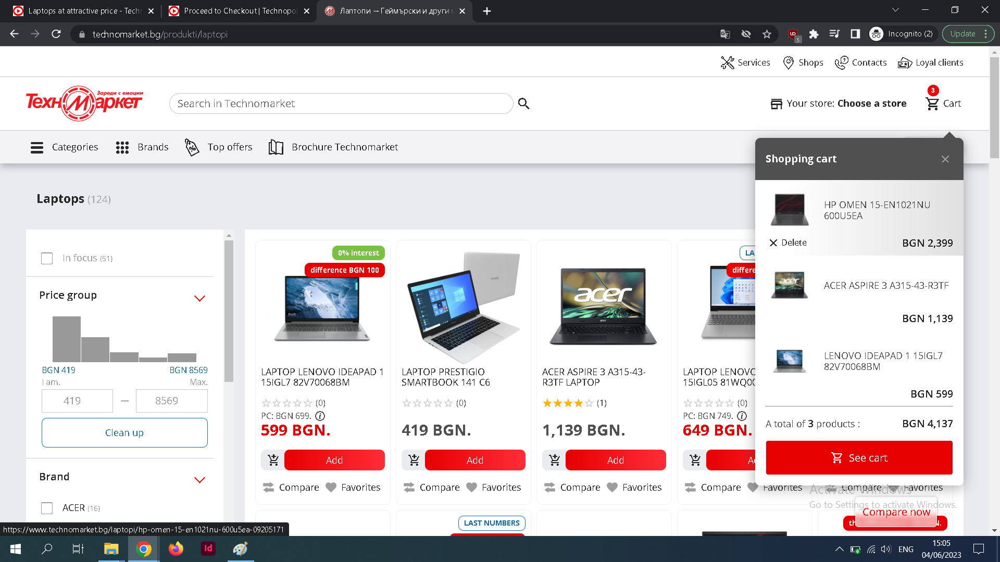 Laptops at attractive price - Techn
Proceed to Checkout | Technopol
Лаптопи → Геймърски и други м
technomarket.bg/produkti/laptopi
5
Incognito (2)
Update
Services
Shops
Contacts
Loyal clients
ТехноМаркет
Зареди с емоции
Search in Technomarket
Your store: Choose a store
3
Cart
Categories
Brands
Top offers
Brochure Technomarket
Shopping cart
HP OMEN 15-EN1021NU
600U5EA
Delete
BGN 2,399
ACER ASPIRE 3 A315-43-R3TF
BGN 1,139
LENOVO IDEAPAD 1 15IGL7
82V70068BM
BGN 599
A total of 3 products :
BGN 4,137
See cart
Laptops (124)
In focus (51)
Price group
BGN 419
BGN 8569
I am.
Max.
419
—
8569
Clean up
Brand
ACER (16)
0% interest
difference BGN 100
LAPTOP LENOVO IDEAPAD 1
15IGL7 82V70068BM
(0)
PC: BGN 699.
599 BGN.
Add
Compare
Favorites
LAPTOP PRESTIGIO
SMARTBOOK 141 C6
(0)
419 BGN.
Add
Compare
Favorites
acer
ACER ASPIRE 3 A315-43-
R3TF LAPTOP
(1)
1,139 BGN.
Add
Compare
Favorites
LA
differe
LAPTOP LENOVO
15IGL05 81WQ00
(0)
PC: BGN 749.
649 BGN.
A
Compare
Favorites
Compare
Favorites
LAST NUMBERS
Activate Windows
Go to Settings to activate Windows.
Compare now
https://www.technomarket.bg/laptopi/hp-omen-15-en1021nu-600u5ea-09205171
Id
ENG
15:05
04/06/2023